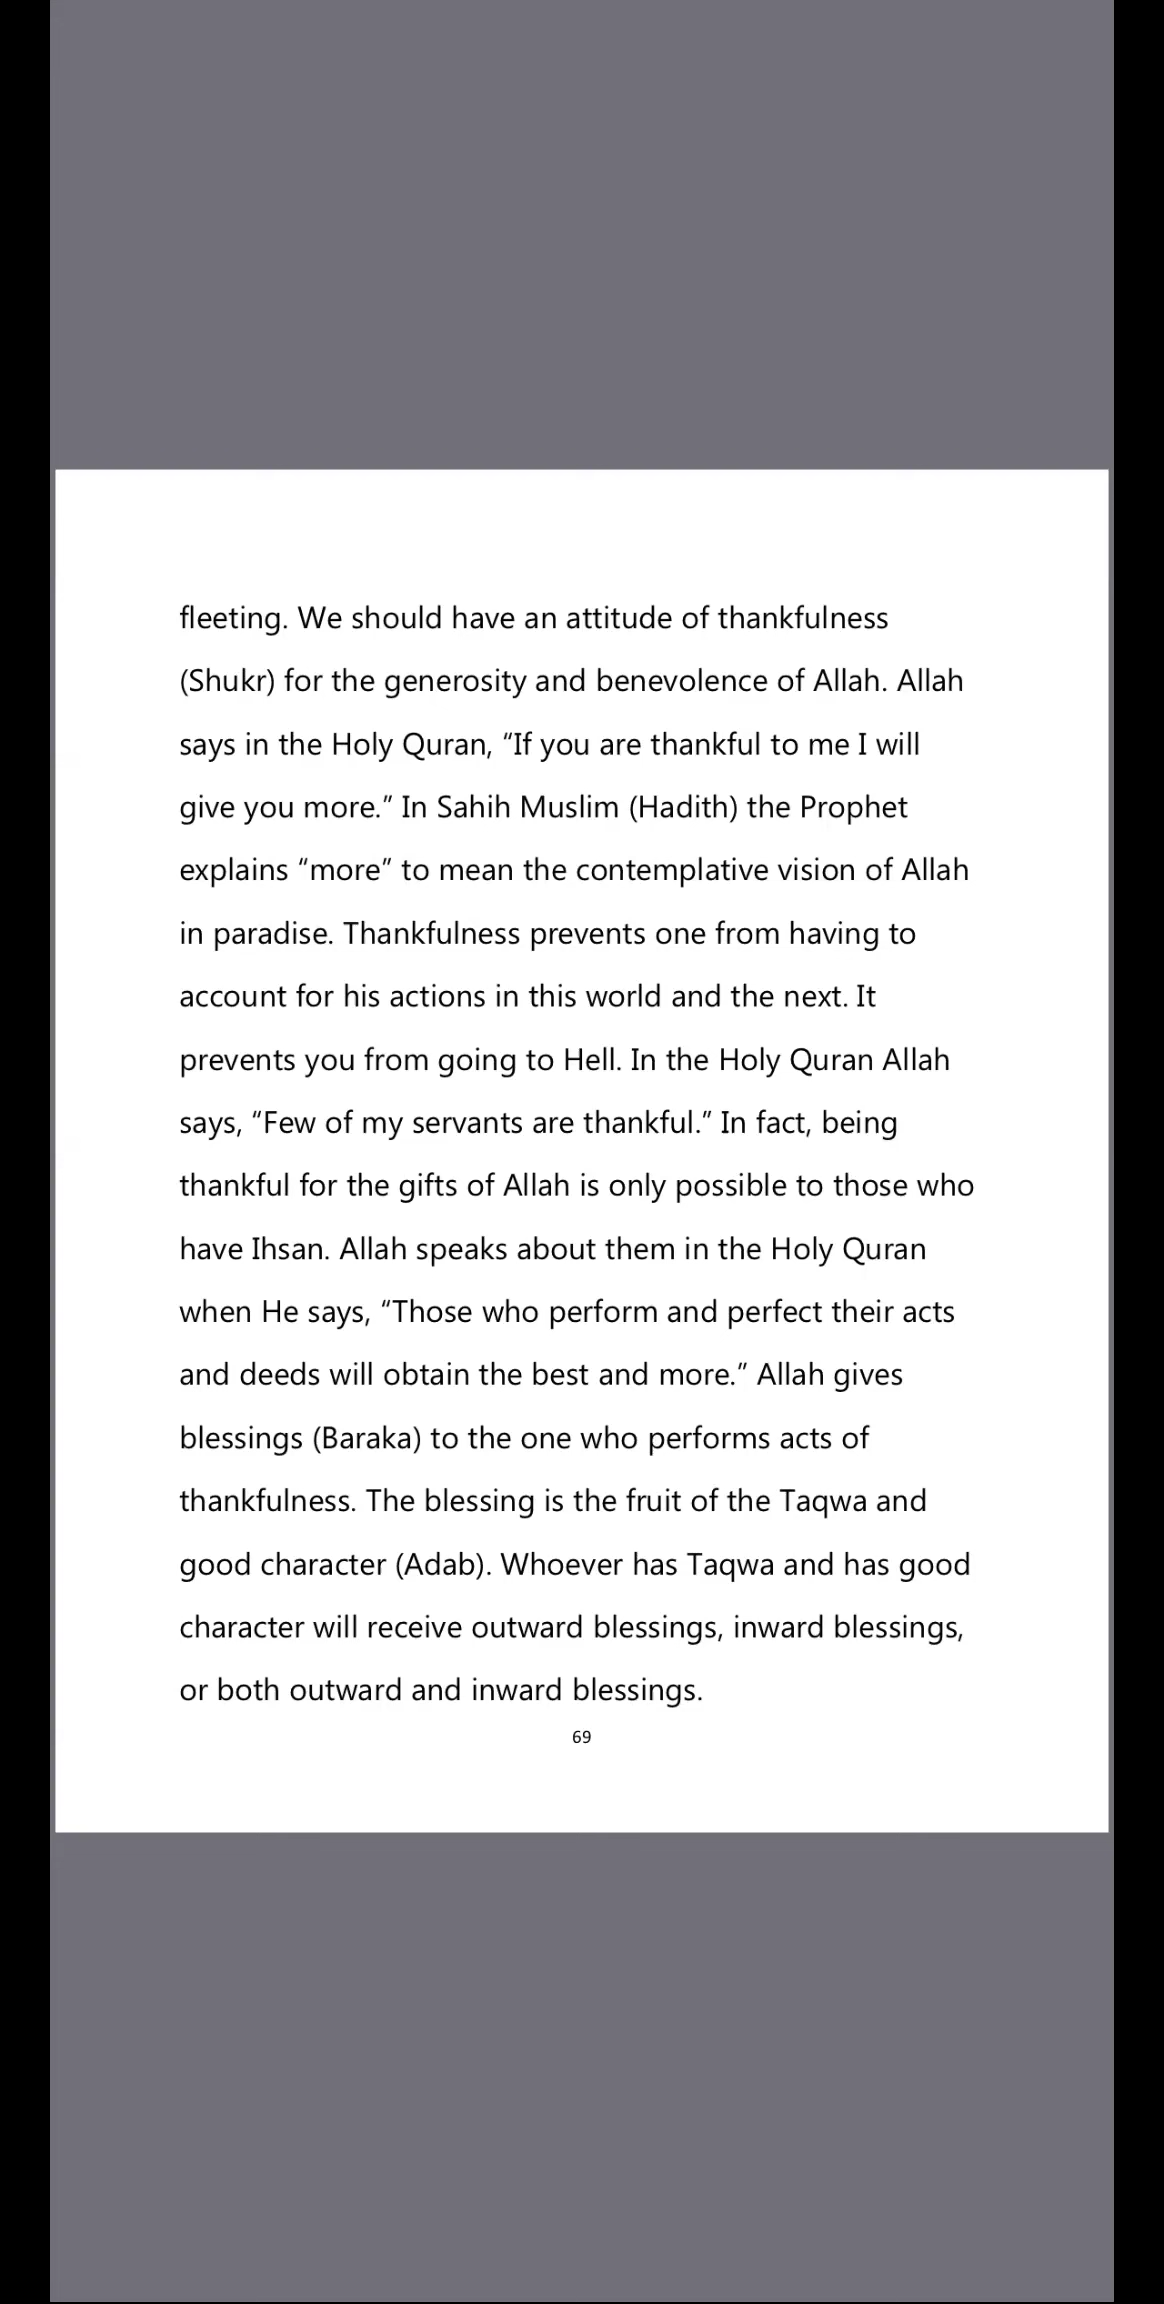 fleeting. We should have an attitude of thankfulness
(Shukr) for the generosity and benevolence of Allah. Allah
says in the Holy Quran, “If you are thankful to me I will
give you more.” In Sahih Muslim (Hadith) the Prophet
explains “more” to mean the contemplative vision of Allah
in paradise. Thankfulness prevents one from having to
account for his actions in this world and the next. It
prevents you from going to Hell. In the Holy Quran Allah
says, “Few of my servants are thankful.” In fact, being
thankful for the gifts of Allah is only possible to those who
have Ihsan. Allah speaks about them in the Holy Quran
when He says, “Those who perform and perfect their acts
and deeds will obtain the best and more.” Allah gives
blessings (Baraka) to the one who performs acts of
thankfulness. The blessing is the fruit of the Taqwa and
good character (Adab). Whoever has Taqwa and has good
character will receive outward blessings, inward blessings,
or both outward and inward blessings.
69